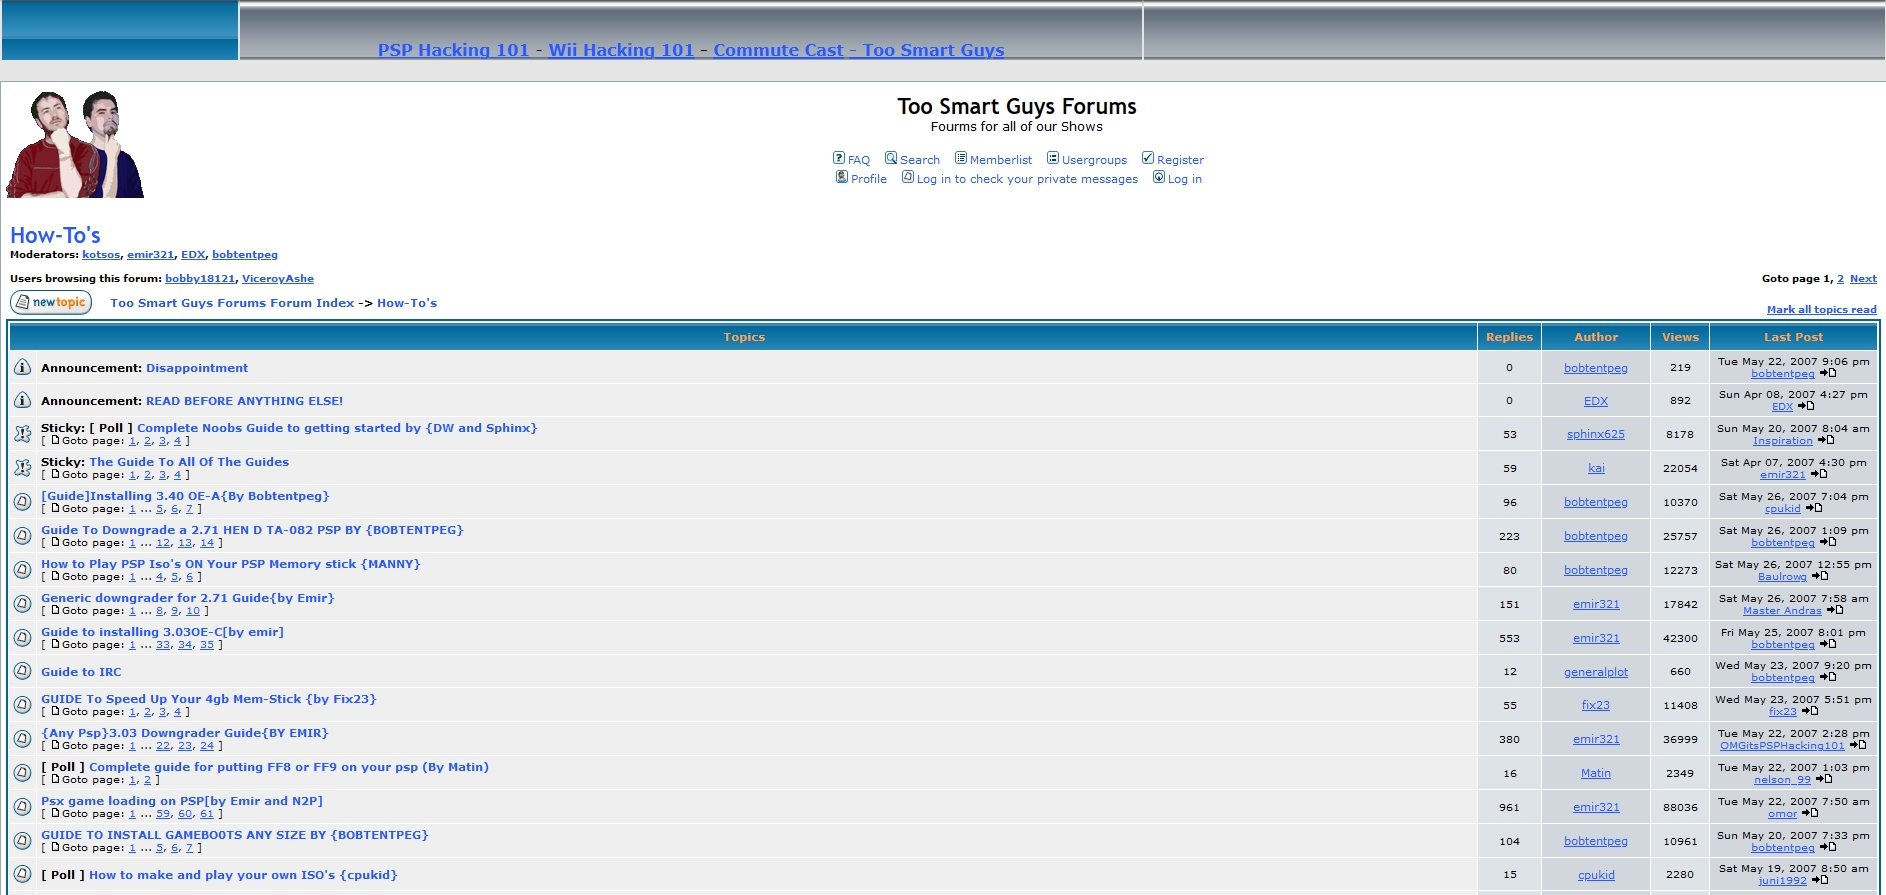 PSP Hacking 101 - Wii Hacking 101 - Commute Cast - Too Smart Guys
Too Smart Guys Forums
Fourms for all of our Shows
FAQ Search Memberlist Usergroups Register
Profile Log in to check your private messages Log in
How-To's
Moderators: kotsos, emir321, EDX, bobtentpeg
Users browsing this forum: bobby18121, ViceroyAshe
Goto page 1, 2 Next
newtopic Too Smart Guys Forums Forum Index -> How-To's
Mark all topics read
Topics Replies Author Views Last Post
Announcement: Disappointment 0 bobtentpeg 219 Tue May 22, 2007 9:06 pm
bobtentpeg
Announcement: READ BEFORE ANYTHING ELSE! 0 EDX 892 Sun Apr 08, 2007 4:27 pm
EDX
Sticky: [ Poll ] Complete Noobs Guide to getting started by {DW and Sphinx} 53 sphinx625 8178 Sun May 20, 2007 8:04 am
[ Goto page: 1, 2, 3, 4 ] Inspiration
Sticky: The Guide To All Of The Guides 59 kai 22054 Sat Apr 07, 2007 4:30 pm
[ Goto page: 1, 2, 3, 4 ] emir321
[Guide]Installing 3.40 OE-A{By Bobtentpeg} 96 bobtentpeg 10370 Sat May 26, 2007 7:04 pm
[ Goto page: 1 ... 5, 6, 7 ] cpukid
Guide To Downgrade a 2.71 HEN D TA-082 PSP BY {BOBTENTPEG} 223 bobtentpeg 25757 Sat May 26, 2007 1:09 pm
[ Goto page: 1 ... 12, 13, 14 ] bobtentpeg
How to Play PSP Iso's ON Your PSP Memory stick {MANNY} 80 bobtentpeg 12273 Sat May 26, 2007 12:55 pm
[ Goto page: 1 ... 4, 5, 6 ] Baulrowg
Generic downgrader for 2.71 Guide{by Emir} 151 emir321 17842 Sat May 26, 2007 7:58 am
[ Goto page: 1 ... 8, 9, 10 ] Master Andras
Guide to installing 3.03OE-C[by emir] 553 emir321 42300 Fri May 25, 2007 8:01 pm
[ Goto page: 1 ... 33, 34, 35 ] bobtentpeg
Guide to IRC 12 generalplot 660 Wed May 23, 2007 9:20 pm
bobtentpeg
GUIDE To Speed Up Your 4gb Mem-Stick {by Fix23} 55 fix23 11408 Wed May 23, 2007 5:51 pm
[ Goto page: 1, 2, 3, 4 ] fix23
{Any Psp}3.03 Downgrader Guide{BY EMIR} 380 emir321 36999 Tue May 22, 2007 2:28 pm
[ Goto page: 1 ... 22, 23, 24 ] OMGitsPSPHacking101
[ Poll ] Complete guide for putting FF8 or FF9 on your psp (By Matin) 16 Matin 2349 Tue May 22, 2007 1:03 pm
[ Goto page: 1, 2 ] nelson_99
Psx game loading on PSP[by Emir and N2P] 961 emir321 88036 Tue May 22, 2007 7:50 am
[ Goto page: 1 ... 59, 60, 61 ] omor
GUIDE TO INSTALL GAMEBO0TS ANY SIZE BY {BOBTENTPEG} 104 bobtentpeg 10961 Sun May 20, 2007 7:33 pm
[ Goto page: 1 ... 5, 6, 7 ] bobtentpeg
[ Poll ] How to make and play your own ISO's {cpukid} 15 cpukid 2280 Sat May 19, 2007 8:50 am
juni1992